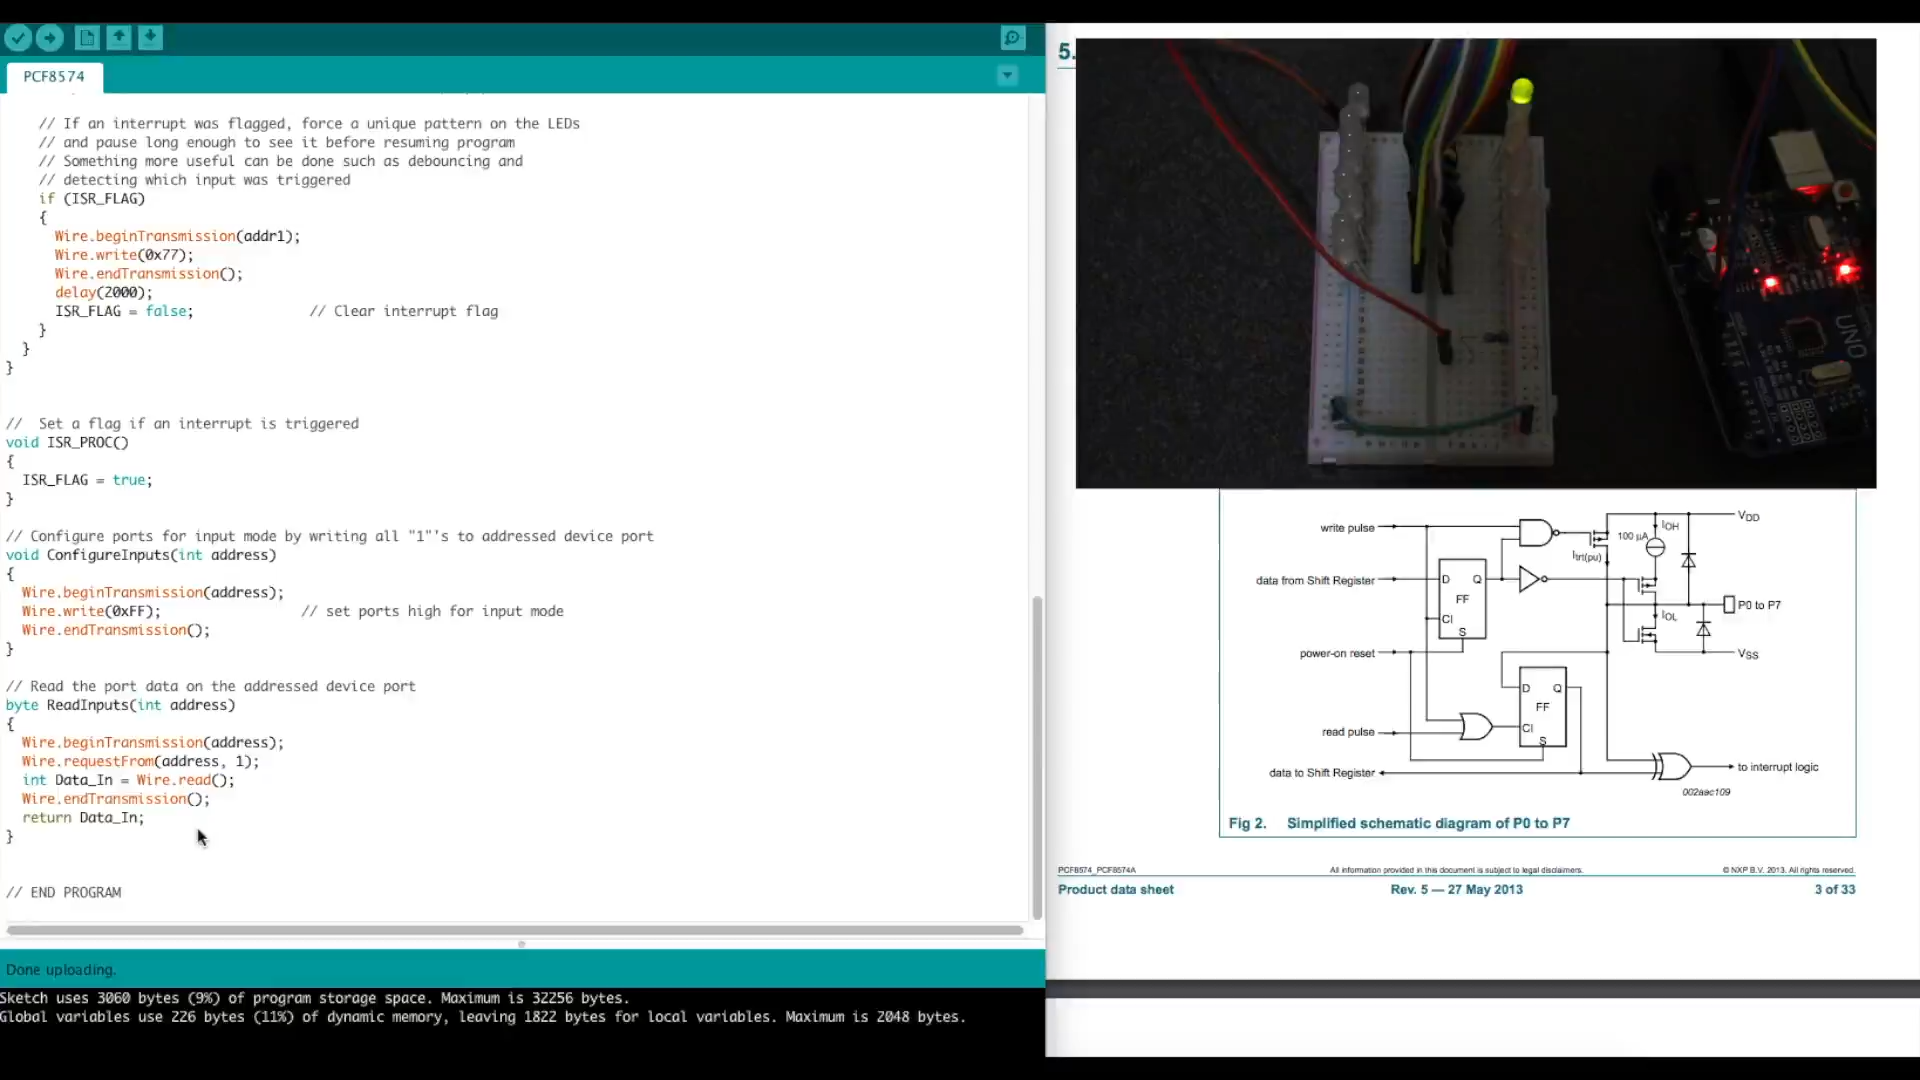 PCF8574
// If an interrupt was flagged, force a unique pattern on the LEDs
// and pause long enough to see it before resuming program
// Something more useful can be done such as debouncing and
// detecting which input was triggered
if (ISR_FLAG)
{
Wire.beginTransmission(addr1);
Wire.write(0x77);
Wire.endTransmission();
delay(2000);
ISR_FLAG = false; // Clear interrupt flag
}
}
}
// Set a flag if an interrupt is triggered
void ISR_PROC()
{
ISR_FLAG = true;
}
// Configure ports for input mode by writing all "1"'s to addressed device port
void ConfigureInputs(int address)
{
Wire.beginTransmission(address);
Wire.write(0xFF); // set ports high for input mode
Wire.endTransmission();
}
// Read the port data on the addressed device port
byte ReadInputs(int address)
{
Wire.beginTransmission(address);
Wire.requestFrom(address, 1);
int Data_In = Wire.read();
Wire.endTransmission();
return Data_In;
}
// END PROGRAM
Done uploading.
Sketch uses 3060 bytes (9%) of program storage space. Maximum is 32256 bytes.
Global variables use 226 bytes (11%) of dynamic memory, leaving 1822 bytes for local variables. Maximum is 2048 bytes.
5.
UNO
write pulse
VDD
IOH
100 µA
Itrt(pu)
data from Shift Register
D Q
FF
CI
S
P0 to P7
IOL
power-on reset
VSS
D Q
FF
CI
S
read pulse
data to Shift Register
to interrupt logic
002aac109
Fig 2. Simplified schematic diagram of P0 to P7
PCF8574_PCF8574A
All information provided in this document is subject to legal disclaimers.
© NXP B.V. 2013. All rights reserved.
Product data sheet
Rev. 5 — 27 May 2013
3 of 33